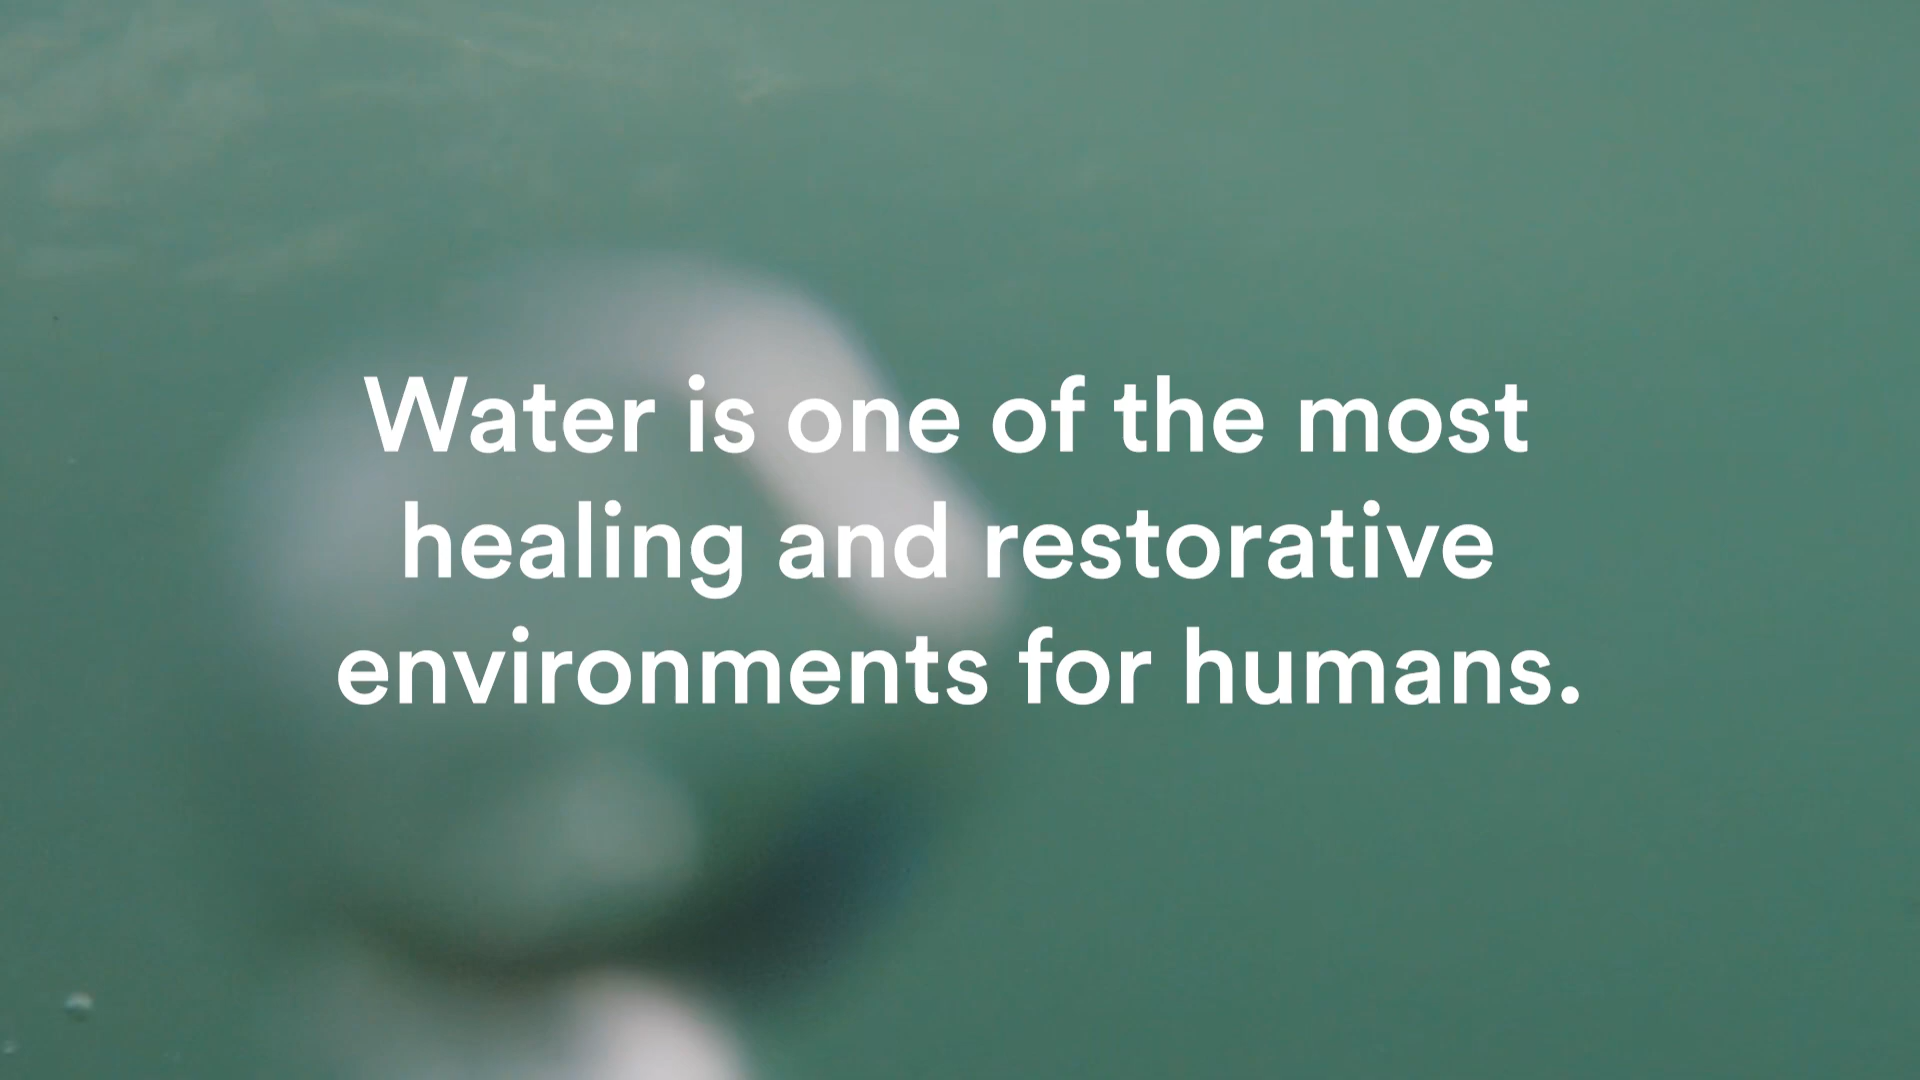 Water is one of the most
healing and restorative
environments for humans.